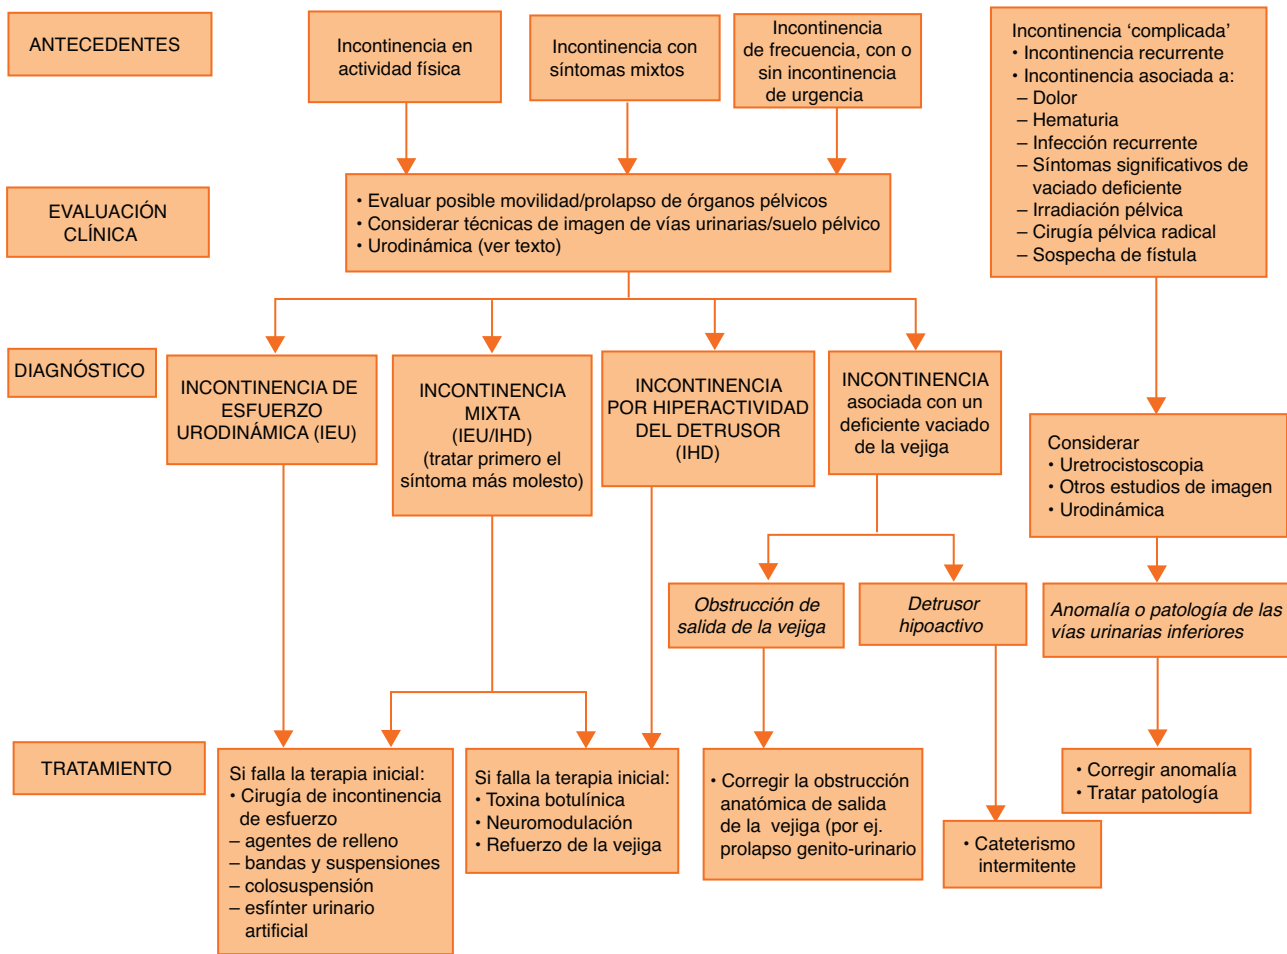 ANTECEDENTES
Incontinencia en
actividad física
Incontinencia con
síntomas mixtos
Incontinencia
de frecuencia, con o
sin incontinencia
de urgencia
Incontinencia ‘complicada’
• Incontinencia recurrente
• Incontinencia asociada a:
– Dolor
– Hematuria
– Infección recurrente
– Síntomas significativos de
vaciado deficiente
– Irradiación pélvica
– Cirugía pélvica radical
– Sospecha de fístula
EVALUACIÓN
CLÍNICA
• Evaluar posible movilidad/prolapso de órganos pélvicos
• Considerar técnicas de imagen de vías urinarias/suelo pélvico
• Urodinámica (ver texto)
DIAGNÓSTICO
INCONTINENCIA DE
ESFUERZO
URODINÁMICA (IEU)
INCONTINENCIA
MIXTA
(IEU/IHD)
(tratar primero el
síntoma más molesto)
INCONTINENCIA
POR HIPERACTIVIDAD
DEL DETRUSOR
(IHD)
INCONTINENCIA
asociada con un
deficiente vaciado
de la vejiga
Considerar
• Uretrocistoscopia
• Otros estudios de imagen
• Urodinámica
Obstrucción de
salida de la vejiga
Detrusor
hipoactivo
Anomalía o patología de las
vías urinarias inferiores
TRATAMIENTO
Si falla la terapia inicial:
• Cirugía de incontinencia
de esfuerzo
– agentes de relleno
– bandas y suspensiones
– colosuspensión
– esfínter urinario
artificial
Si falla la terapia inicial:
• Toxina botulínica
• Neuromodulación
• Refuerzo de la vejiga
• Corregir la obstrucción
anatómica de salida
de la vejiga (por ej.
prolapso genito-urinario
• Cateterismo
intermitente
• Corregir anomalía
• Tratar patología